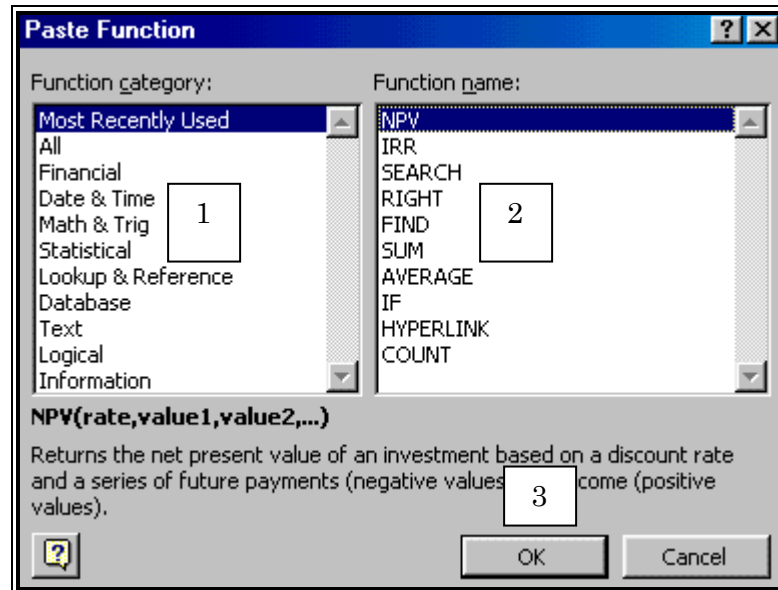 Paste Function
Function category:
Function name:
Most Recently Used
All
Financial
Date & Time
Math & Trig
Statistical
Lookup & Reference
Database
Text
Logical
Information
1
NPV
IRR
SEARCH
RIGHT
FIND
SUM
AVERAGE
IF
HYPERLINK
COUNT
2
NPV(rate,value1,value2,...)
Returns the net present value of an investment based on a discount rate
and a series of future payments (negative values come (positive
values).
3
OK
Cancel